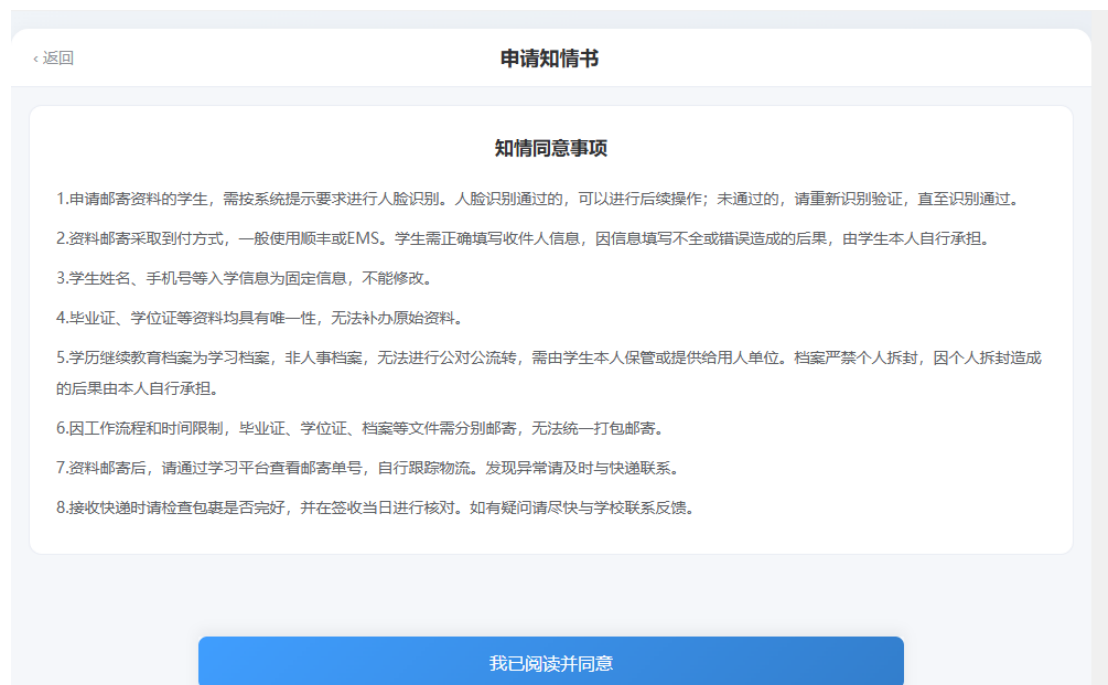 ‹ 返回
申请知情书
知情同意事项
1.申请邮寄资料的学生，需按系统提示要求进行人脸识别。人脸识别通过的，可以进行后续操作；未通过的，请重新识别验证，直至识别通过。
2.资料邮寄采取到付方式，一般使用顺丰或EMS。学生需正确填写收件人信息，因信息填写不全或错误造成的后果，由学生本人自行承担。
3.学生姓名、手机号等入学信息为固定信息，不能修改。
4.毕业证、学位证等资料均具有唯一性，无法补办原始资料。
5.学历继续教育档案为学习档案，非人事档案，无法进行公对公流转，需由学生本人保管或提供给用人单位。档案严禁个人拆封，因个人拆封造成
的后果由本人自行承担。
6.因工作流程和时间限制，毕业证、学位证、档案等文件需分别邮寄，无法统一打包邮寄。
7.资料邮寄后，请通过学习平台查看邮寄单号，自行跟踪物流。发现异常请及时与快递联系。
8.接收快递时请检查包裹是否完好，并在签收当日进行核对。如有疑问请尽快与学校联系反馈。
我已阅读并同意